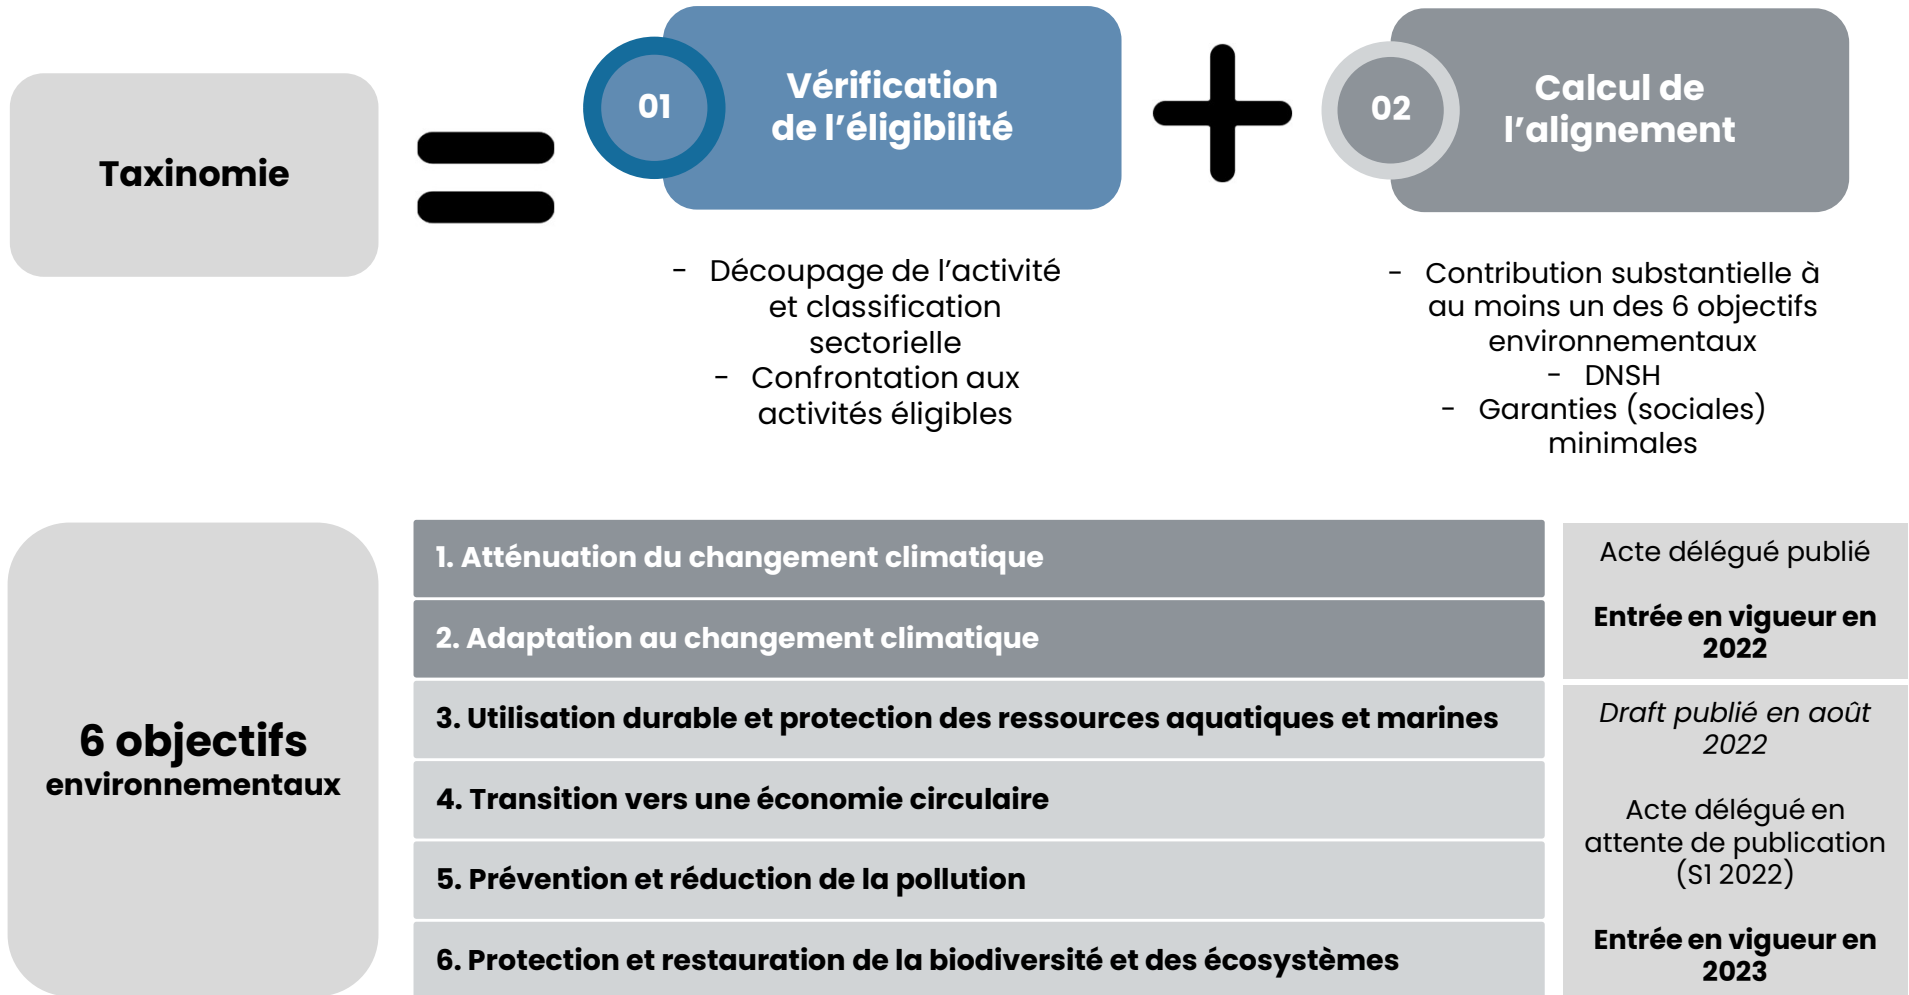 Taxinomie
01
Vérification
de l’éligibilité
02
Calcul de
l’alignement
- Découpage de l’activité
et classification
sectorielle
- Confrontation aux
activités éligibles
- Contribution substantielle à
au moins un des 6 objectifs
environnementaux
- DNSH
- Garanties (sociales)
minimales
6 objectifs
environnementaux
1. Atténuation du changement climatique
2. Adaptation au changement climatique
3. Utilisation durable et protection des ressources aquatiques et marines
4. Transition vers une économie circulaire
5. Prévention et réduction de la pollution
6. Protection et restauration de la biodiversité et des écosystèmes
Acte délégué publié
Entrée en vigueur en
2022
Draft publié en août
2022
Acte délégué en
attente de publication
(S1 2022)
Entrée en vigueur en
2023